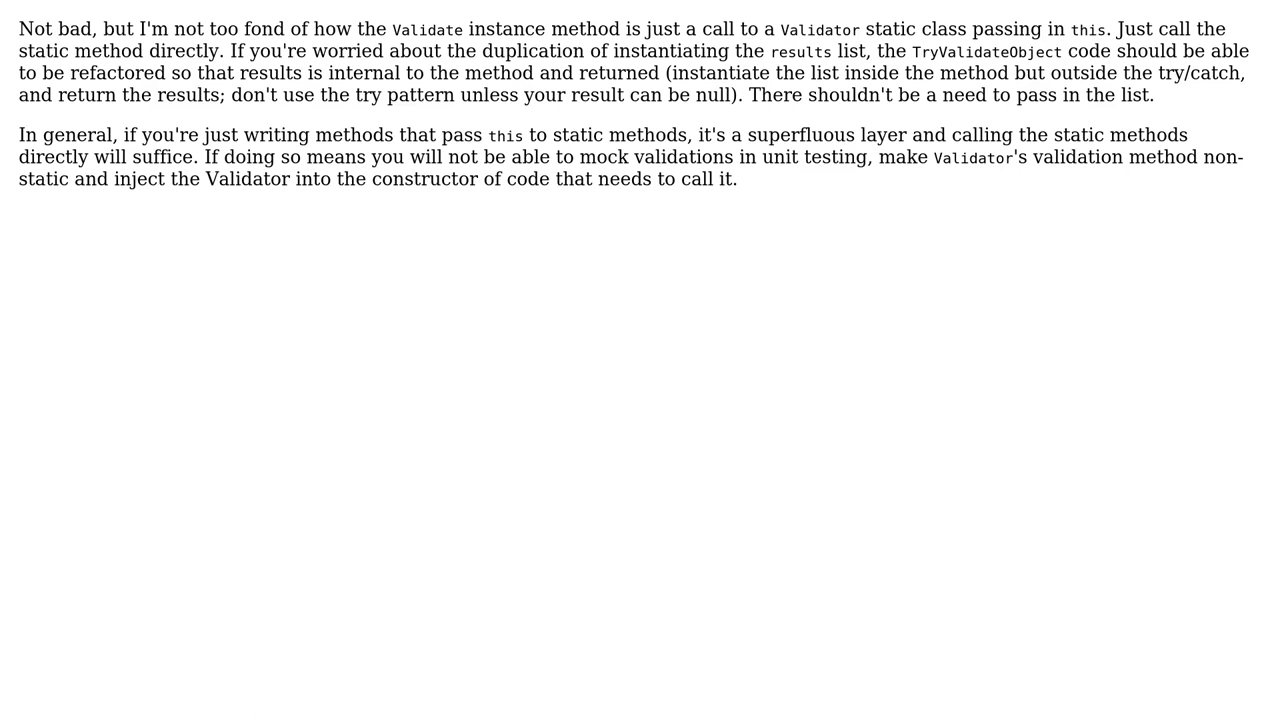 Not bad, but I'm not too fond of how the Validate instance method is just a call to a Validator static class passing in this. Just call the
static method directly. If you're worried about the duplication of instantiating the results list, the TryValidateObject code should be able
to be refactored so that results is internal to the method and returned (instantiate the list inside the method but outside the try/catch,
and return the results; don't use the try pattern unless your result can be null). There shouldn't be a need to pass in the list.
In general, if you're just writing methods that pass this to static methods, it's a superfluous layer and calling the static methods
directly will suffice. If doing so means you will not be able to mock validations in unit testing, make Validator's validation method non-
static and inject the Validator into the constructor of code that needs to call it.